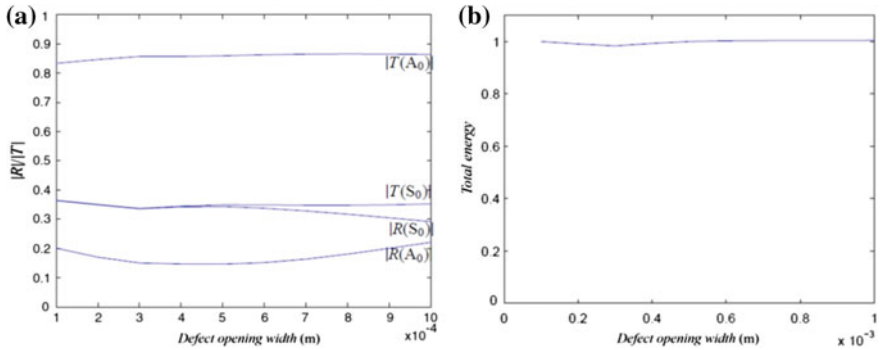 (a)
1
0.9
0.8
0.7
0.6
0.5
0.4
0.3
0.2
0.1
0
|R|/|T|
|T(A₀)|
|T(S₀)|
|R(S₀)|
|R(A₀)|
1 2 3 4 5 6 7 8 9 10
×10⁻⁴
Defect opening width (m)
(b)
1
0.8
0.6
0.4
0.2
0
Total energy
0 0.2 0.4 0.6 0.8 1
× 10⁻³
Defect opening width (m)